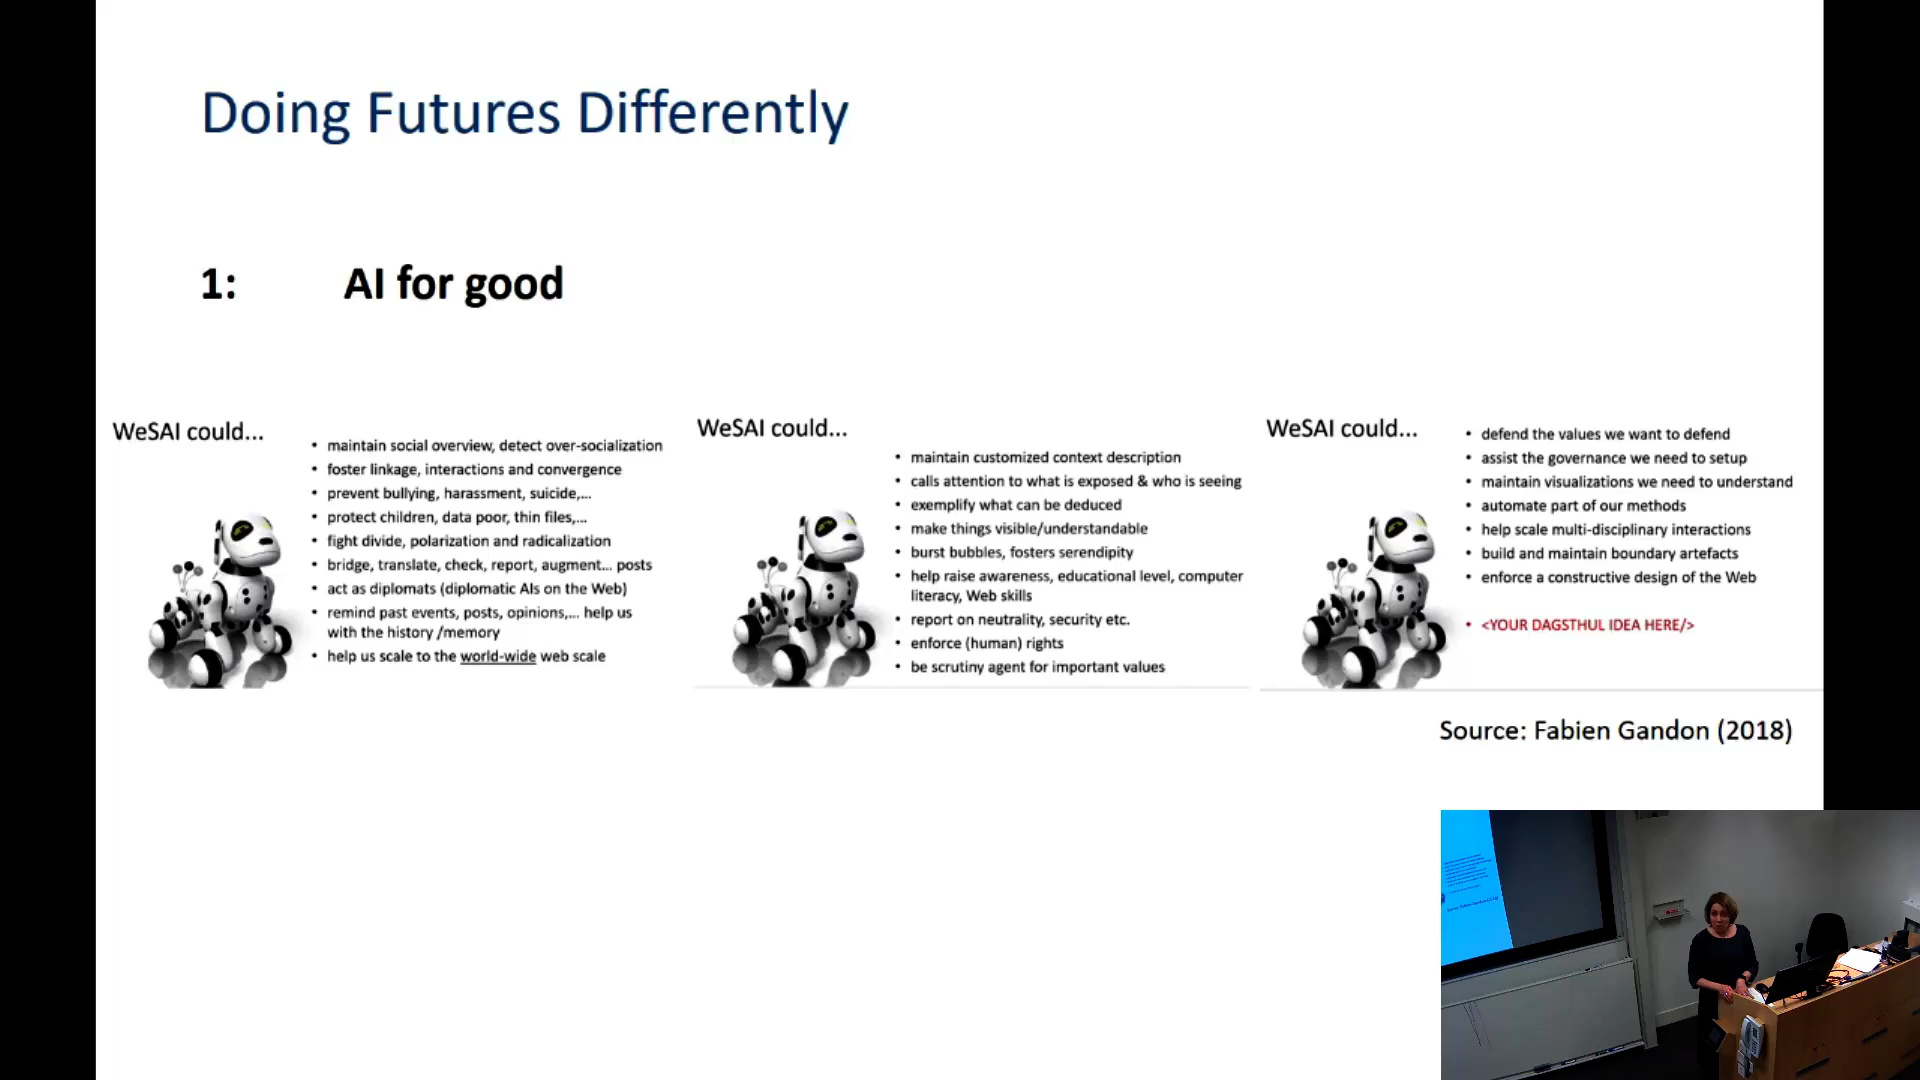 Doing Futures Differently
1: AI for good
WeSAI could...
• maintain social overview, detect over-socialization
• foster linkage, interactions and convergence
• prevent bullying, harassment, suicide,...
• protect children, data poor, thin files,...
• fight divide, polarization and radicalization
• bridge, translate, check, report, augment... posts
• act as diplomats (diplomatic AIs on the Web)
• remind past events, posts, opinions,... help us
with the history /memory
• help us scale to the world-wide web scale
WeSAI could...
• maintain customized context description
• calls attention to what is exposed & who is seeing
• exemplify what can be deduced
• make things visible/understandable
• burst bubbles, fosters serendipity
• help raise awareness, educational level, computer
literacy, Web skills
• report on neutrality, security etc.
• enforce (human) rights
• be scrutiny agent for important values
WeSAI could...
• defend the values we want to defend
• assist the governance we need to setup
• maintain visualizations we need to understand
• automate part of our methods
• help scale multi-disciplinary interactions
• build and maintain boundary artefacts
• enforce a constructive design of the Web
• <YOUR DAGSTHUL IDEA HERE/>
Source: Fabien Gandon (2018)